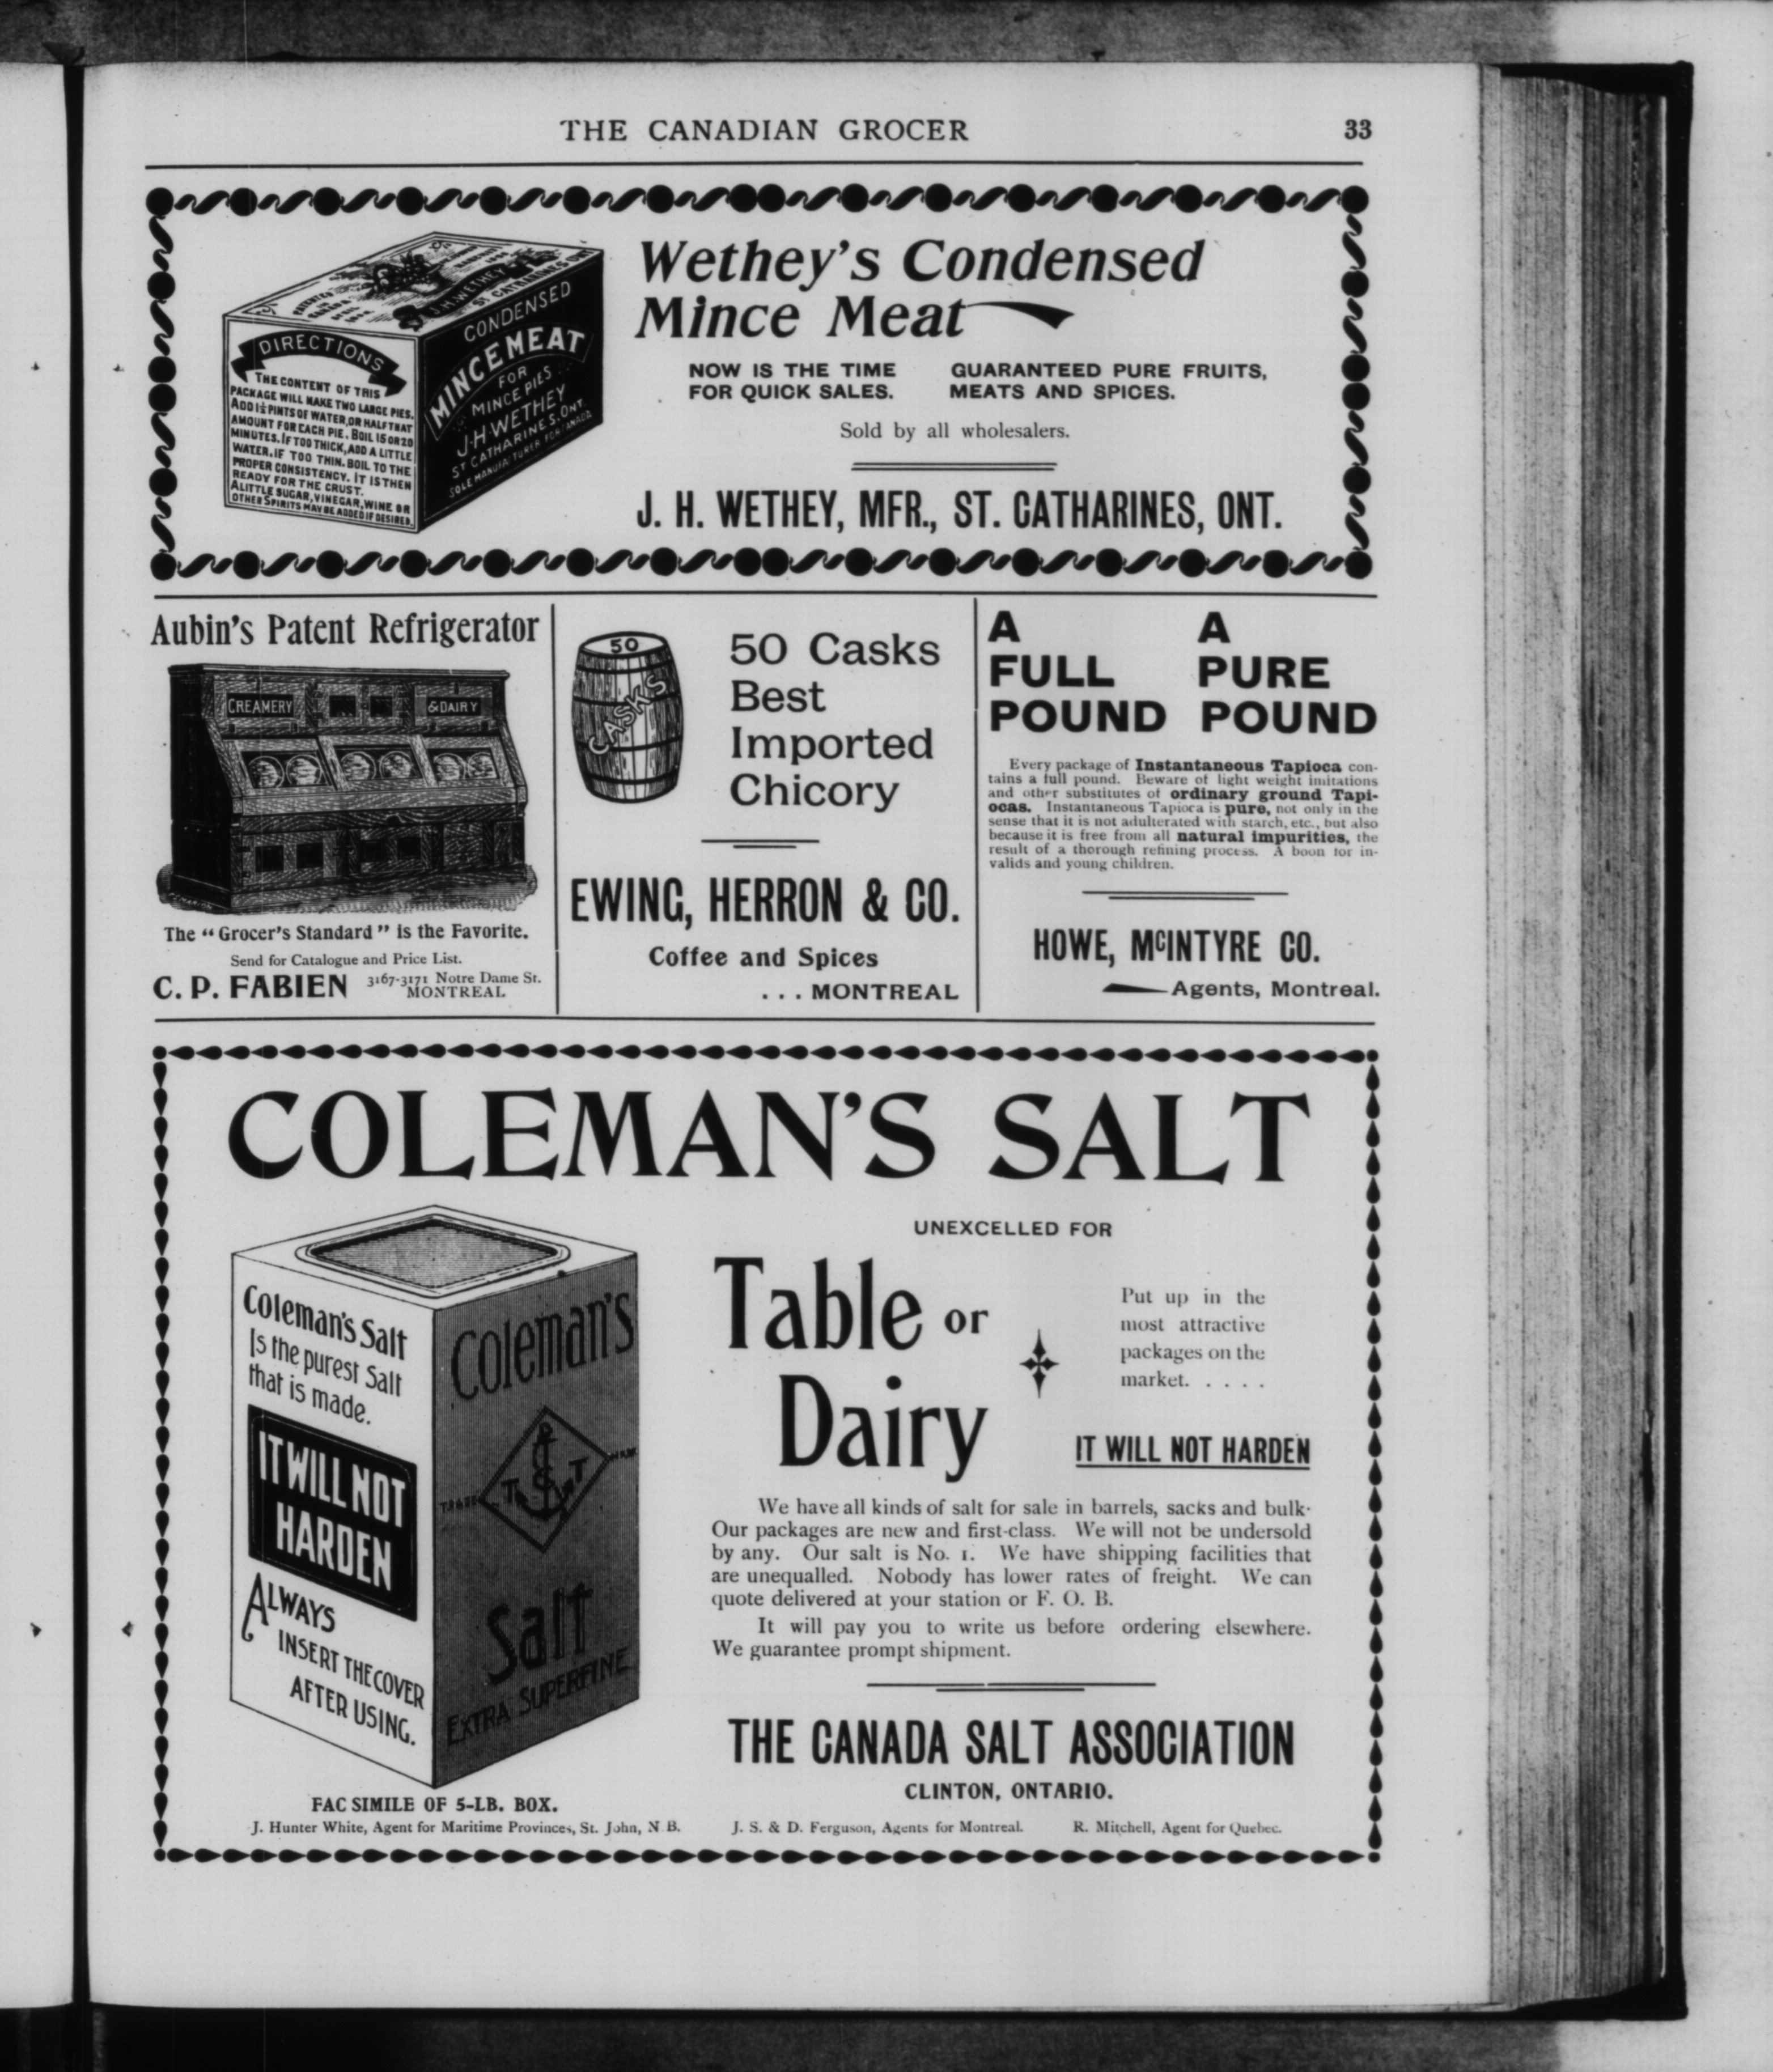 THE CANADIAN GROCER 33
DIRECTIONS
THE CONTENT OF THIS
PACKAGE WILL MAKE TWO LARGE PIES.
ADD 1½ PINTS OF WATER, OR HALF THAT
AMOUNT FOR EACH PIE. BOIL 15 OR 20
MINUTES. IF TOO THICK, ADD A LITTLE
WATER. IF TOO THIN. BOIL TO THE
PROPER CONSISTENCY. IT IS THEN
READY FOR THE CRUST.
A LITTLE SUGAR, VINEGAR, WINE OR
OTHER SPIRITS MAY BE ADDED IF DESIRED.
J.H. WETHEY
ST CATHARINES ONT
CONDENSED
MINCE MEAT
FOR
MINCE PIES
J·H·WETHEY
ST CATHARINES. ONT.
SOLE MANUFACTURER FOR CANADA
Wethey's Condensed
Mince Meat
NOW IS THE TIME
FOR QUICK SALES.
GUARANTEED PURE FRUITS,
MEATS AND SPICES.
Sold by all wholesalers.
J. H. WETHEY, MFR., ST. CATHARINES, ONT.
Aubin's Patent Refrigerator
CREAMERY
& DAIRY
The "Grocer's Standard" is the Favorite.
Send for Catalogue and Price List.
C. P. FABIEN 3167-3171 Notre Dame St.
MONTREAL
50
CASKS
50 Casks
Best
Imported
Chicory
EWING, HERRON & CO.
Coffee and Spices
. . . MONTREAL
A
FULL
POUND
A
PURE
POUND
Every package of Instantaneous Tapioca con-
tains a full pound. Beware of light weight imitations
and other substitutes of ordinary ground Tapi-
ocas. Instantaneous Tapioca is pure, not only in the
sense that it is not adulterated with starch, etc., but also
because it is free from all natural impurities, the
result of a thorough refining process. A boon for in-
valids and young children.
HOWE, McINTYRE CO.
Agents, Montreal.
COLEMAN'S SALT
Coleman's Salt
Is the purest Salt
that is made.
IT WILL NOT
HARDEN
ALWAYS
INSERT THE COVER
AFTER USING.
Coleman's
TRADE MARK
T S T
Salt
EXTRA SUPERFINE
FAC SIMILE OF 5-LB. BOX.
UNEXCELLED FOR
Table or
Dairy
Put up in the
most attractive
packages on the
market. . . . .
IT WILL NOT HARDEN
We have all kinds of salt for sale in barrels, sacks and bulk·
Our packages are new and first-class. We will not be undersold
by any. Our salt is No. 1. We have shipping facilities that
are unequalled. Nobody has lower rates of freight. We can
quote delivered at your station or F. O. B.
It will pay you to write us before ordering elsewhere.
We guarantee prompt shipment.
THE CANADA SALT ASSOCIATION
CLINTON, ONTARIO.
J. Hunter White, Agent for Maritime Provinces, St. John, N.B. J. S. & D. Ferguson, Agents for Montreal. R. Mitchell, Agent for Quebec.